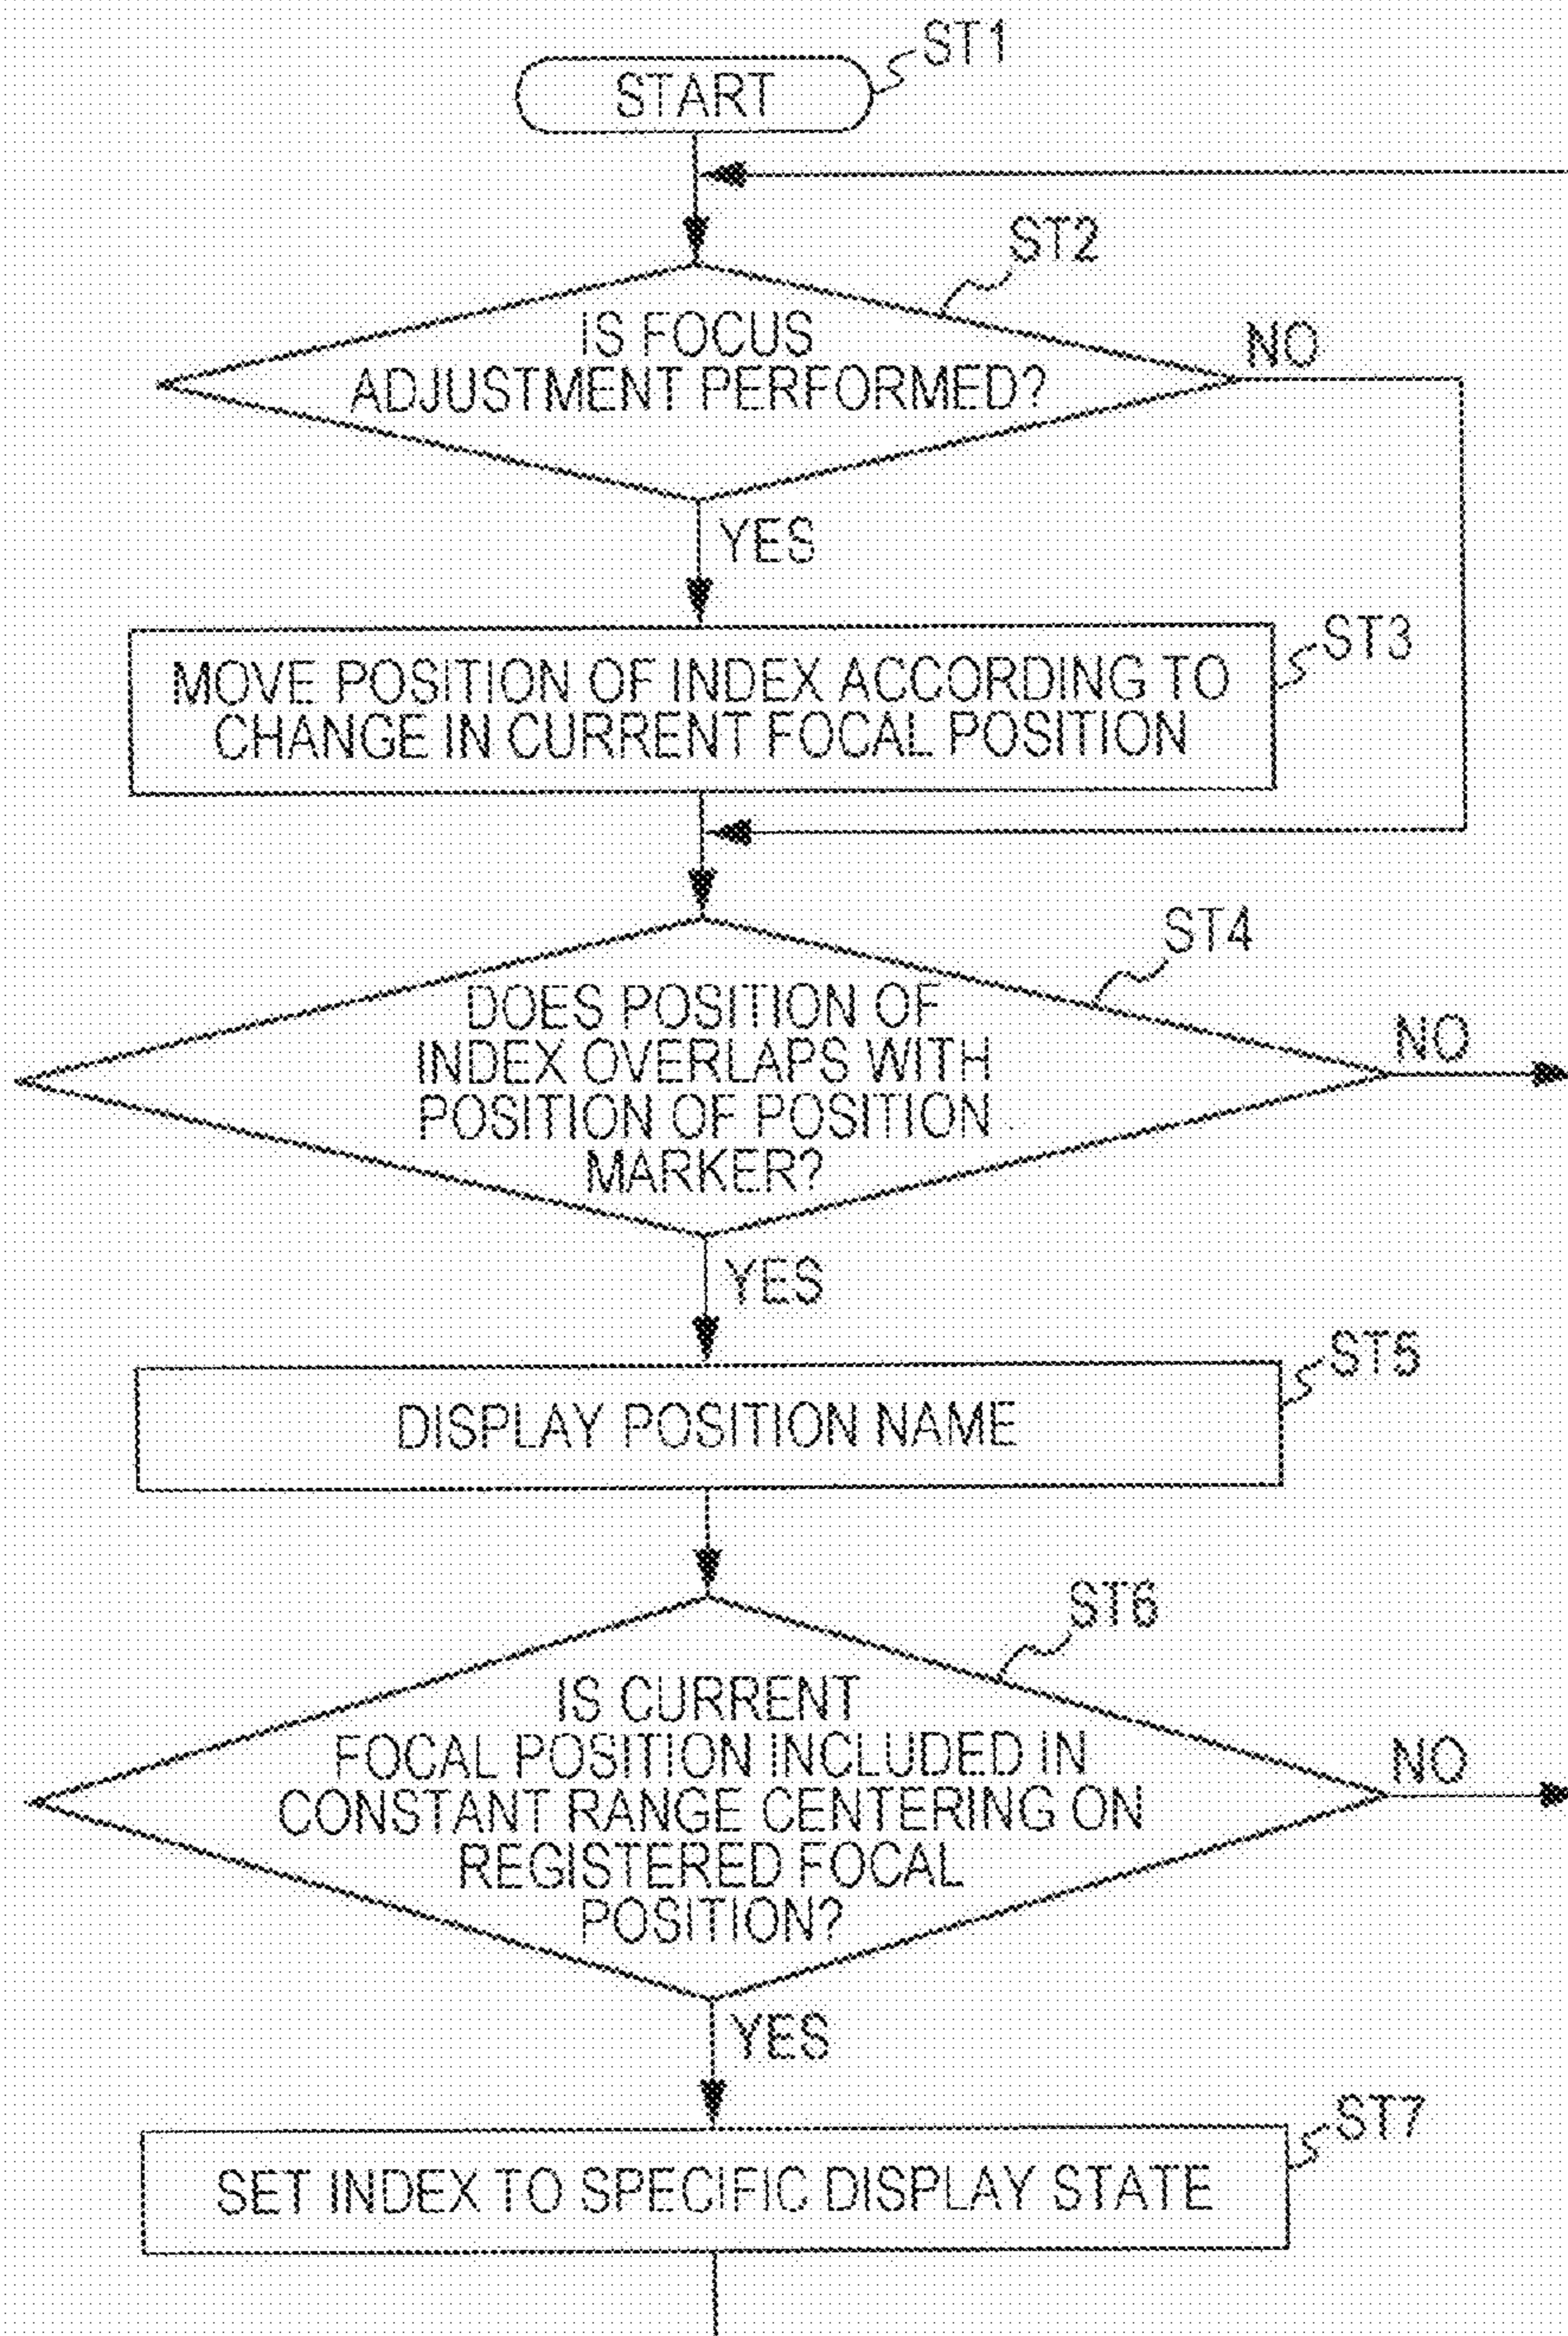 ST1
START
ST2
IS FOCUS
ADJUSTMENT PERFORMED?
NO
YES
ST3
MOVE POSITION OF INDEX ACCORDING TO
CHANGE IN CURRENT FOCAL POSITION
ST4
DOES POSITION OF
INDEX OVERLAPS WITH
POSITION OF POSITION
MARKER?
NO
YES
ST5
DISPLAY POSITION NAME
ST6
IS CURRENT
FOCAL POSITION INCLUDED IN
CONSTANT RANGE CENTERING ON
REGISTERED FOCAL
POSITION?
NO
YES
ST7
SET INDEX TO SPECIFIC DISPLAY STATE